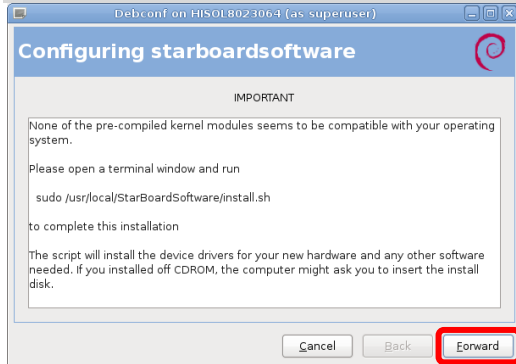 Debconf on HISOL8023064 (as superuser)
Configuring starboardsoftware
IMPORTANT
None of the pre-compiled kernel modules seems to be compatible with your operating
system.
Please open a terminal window and run
sudo /usr/local/StarBoardSoftware/install.sh
to complete this installation
The script will install the device drivers for your new hardware and any other software
needed. If you installed off CDROM, the computer might ask you to insert the install
disk.
Cancel Back Forward